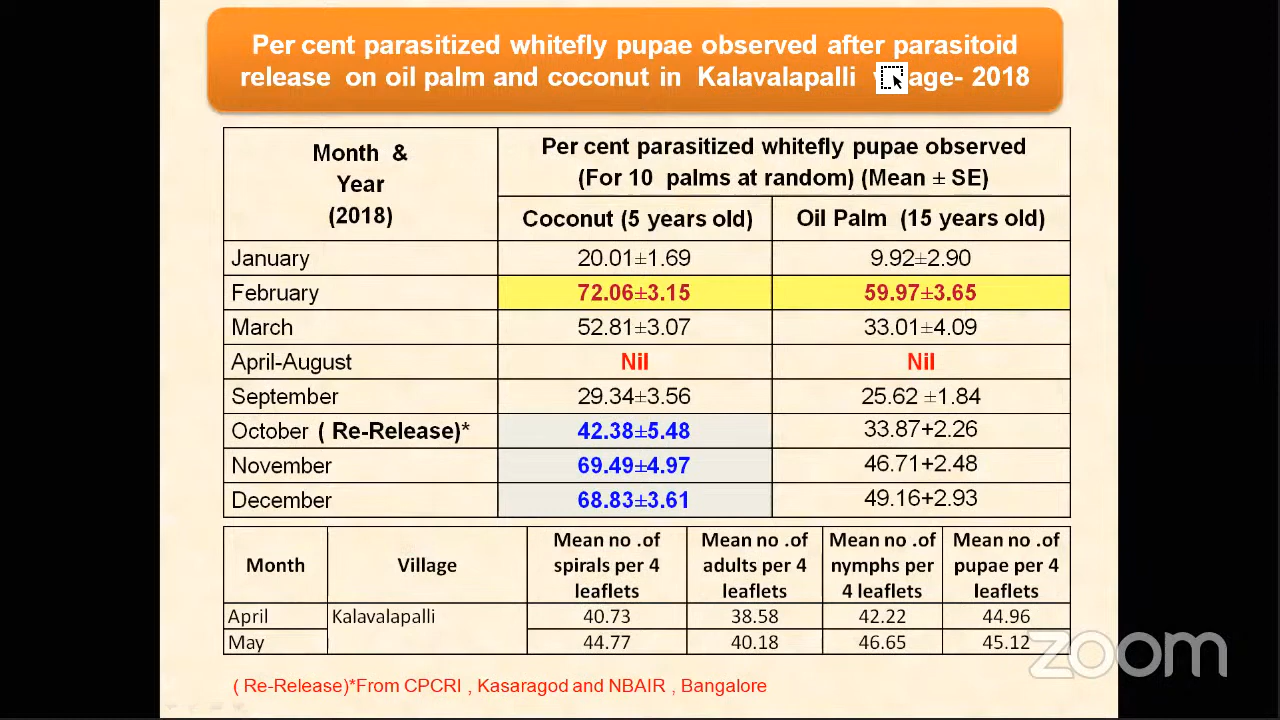 Per cent parasitized whitefly pupae observed after parasitoid
release on oil palm and coconut in Kalavalapalli age- 2018
Month & Year (2018)
Per cent parasitized whitefly pupae observed
(For 10 palms at random) (Mean ± SE)
Coconut (5 years old) Oil Palm (15 years old)
January 20.01±1.69 9.92±2.90
February 72.06±3.15 59.97±3.65
March 52.81±3.07 33.01±4.09
April-August Nil Nil
September 29.34±3.56 25.62 ±1.84
October ( Re-Release)* 42.38±5.48 33.87+2.26
November 69.49±4.97 46.71+2.48
December 68.83±3.61 49.16+2.93
Month Village Mean no .of spirals per 4 leaflets Mean no .of adults per 4 leaflets Mean no .of nymphs per 4 leaflets Mean no .of pupae per 4 leaflets
April Kalavalapalli 40.73 38.58 42.22 44.96
May 44.77 40.18 46.65 45.12
zoom
( Re-Release)*From CPCRI , Kasaragod and NBAIR , Bangalore